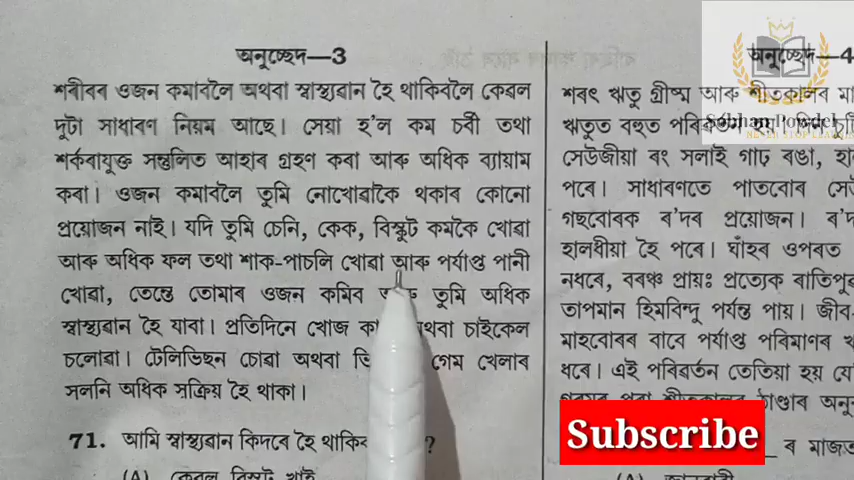 অনুচ্ছেদ—3
শৰীৰৰ ওজন কমাবলৈ অথবা স্বাস্থ্যৱান হৈ থাকিবলৈ কেৱল
দুটা সাধাৰণ নিয়ম আছে। সেয়া হ'ল কম চৰ্বী তথা
শৰ্কৰাযুক্ত সন্তুলিত আহাৰ গ্ৰহণ কৰা আৰু অধিক ব্যায়াম
কৰা। ওজন কমাবলৈ তুমি নোখোৱাকৈ থকাৰ কোনো
প্ৰয়োজন নাই। যদি তুমি চেনি, কেক, বিস্কুট কমকৈ খোৱা
আৰু অধিক ফল তথা শাক-পাচলি খোৱা আৰু পৰ্যাপ্ত পানী
খোৱা, তেন্তে তোমাৰ ওজন কমিব তুমি অধিক
স্বাস্থ্যৱান হৈ যাবা। প্ৰতিদিনে খোজ চাইকেল
চলোৱা। টেলিভিছন চোৱা অথবা গেম খেলাৰ
সলনি অধিক সক্ৰিয় হৈ থাকা।
71. আমি স্বাস্থ্যৱান কিদৰে হৈ ?
(A) কেৱল বিস্কুট খাই
অনুচ্ছেদ—4
শৰৎ ঋতু গ্ৰীষ্ম আৰু শীতকালৰ
ঋতুত বহুত
সেউজীয়া ৰং সলাই গাঢ় ৰঙা,
পৰে। সাধাৰণতে পাতবোৰ
গছবোৰক ৰ'দৰ প্ৰয়োজন।
হালধীয়া হৈ পৰে। ঘাঁহৰ ওপৰত
নধৰে, বৰঞ্চ প্ৰায়ঃ প্ৰত্যেক
তাপমান হিমবিন্দু পৰ্যন্ত পায়।
মাহবোৰৰ বাবে পৰ্যাপ্ত পৰিমাণৰ
ধৰে। এই পৰিৱৰ্তন তেতিয়া হয়
ৰ
Sobhan Powdel
Subscribe